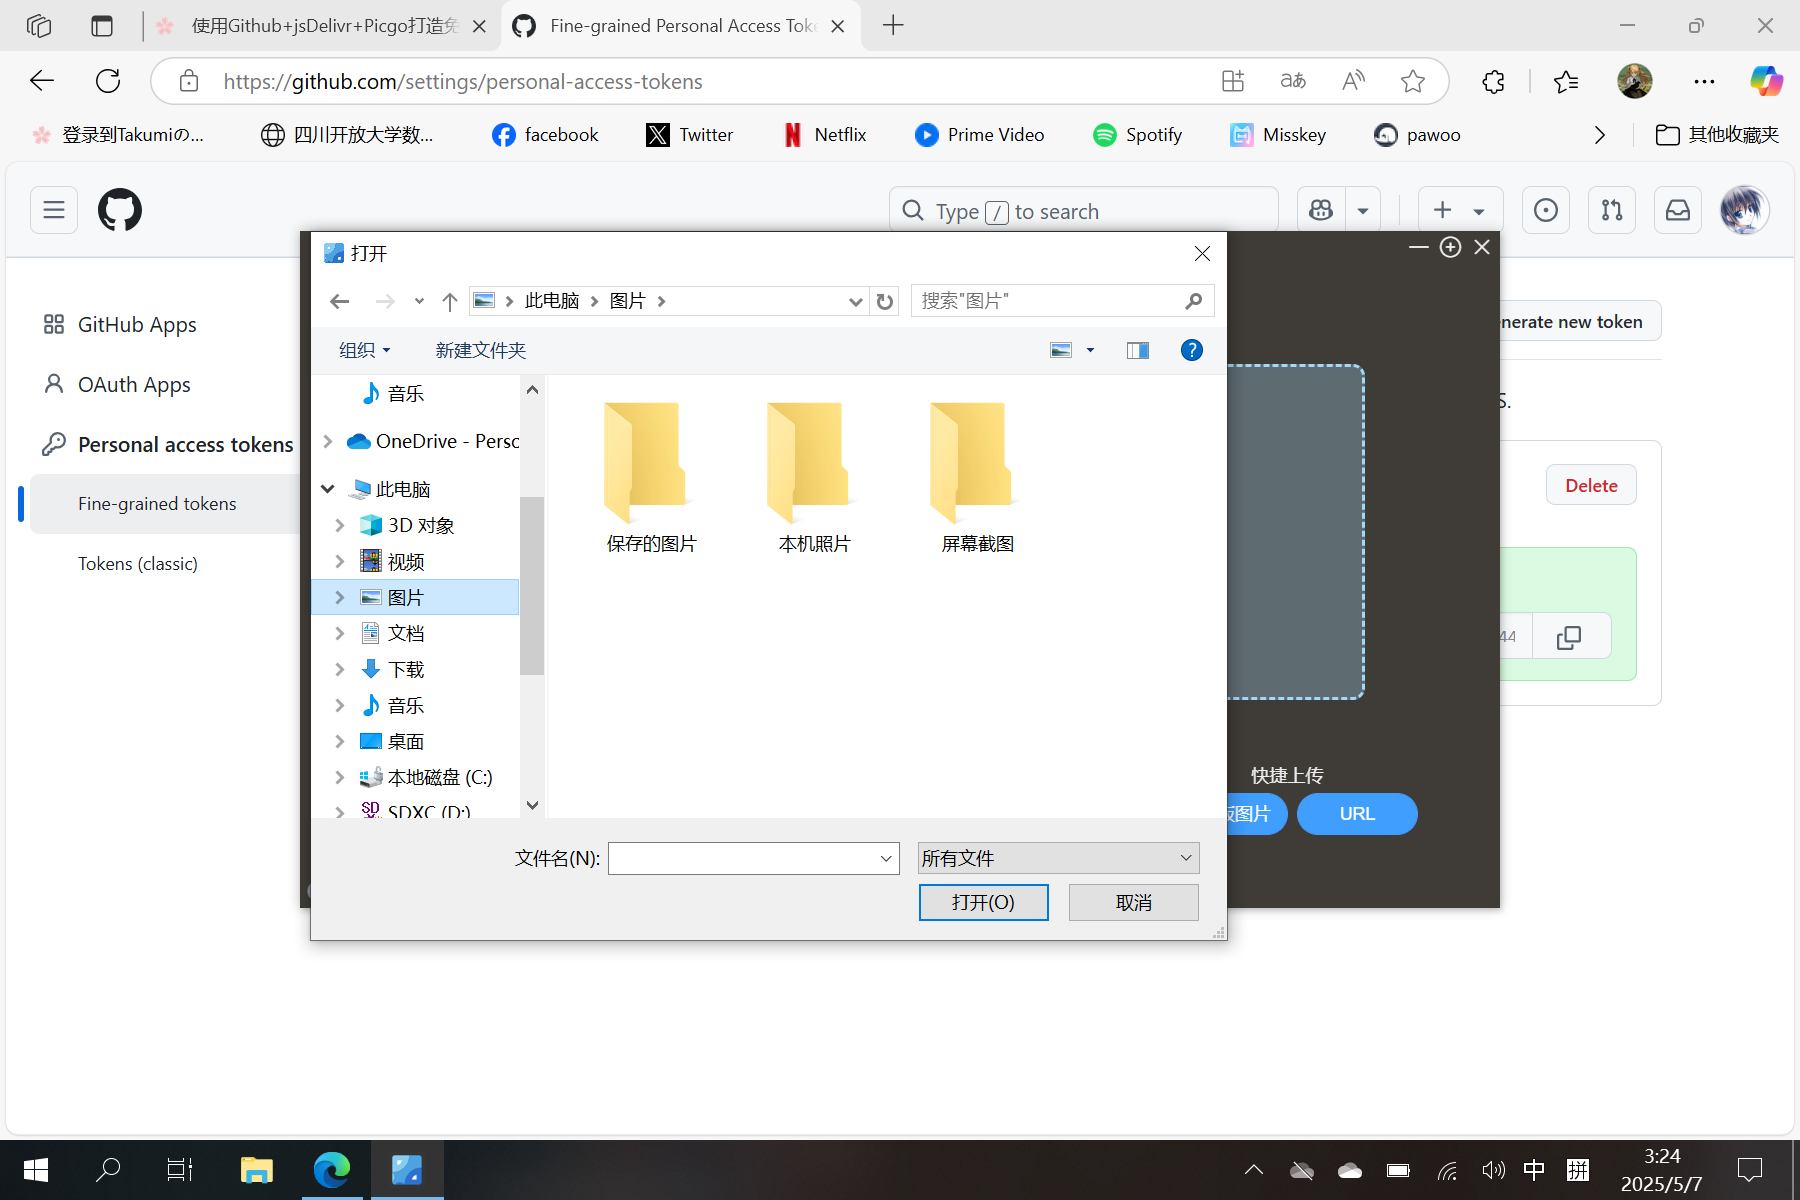 使用Github+jsDelivr+Picgo打造免
Fine-grained Personal Access Toke
https://github.com/settings/personal-access-tokens
登录到Takumiの...
四川开放大学数...
facebook
Twitter
Netflix
Prime Video
Spotify
Misskey
pawoo
其他收藏夹
Type / to search
打开
此电脑
图片
搜索"图片"
组织
新建文件夹
GitHub Apps
OAuth Apps
Personal access tokens
Fine-grained tokens
Tokens (classic)
音乐
OneDrive - Perso
此电脑
3D 对象
视频
图片
文档
下载
音乐
桌面
本地磁盘 (C:)
SDXC (D:)
保存的图片
本机照片
屏幕截图
文件名(N):
所有文件
打开(O)
取消
nerate new token
s.
Delete
44
快捷上传
图片
URL
中
拼
3:24
2025/5/7